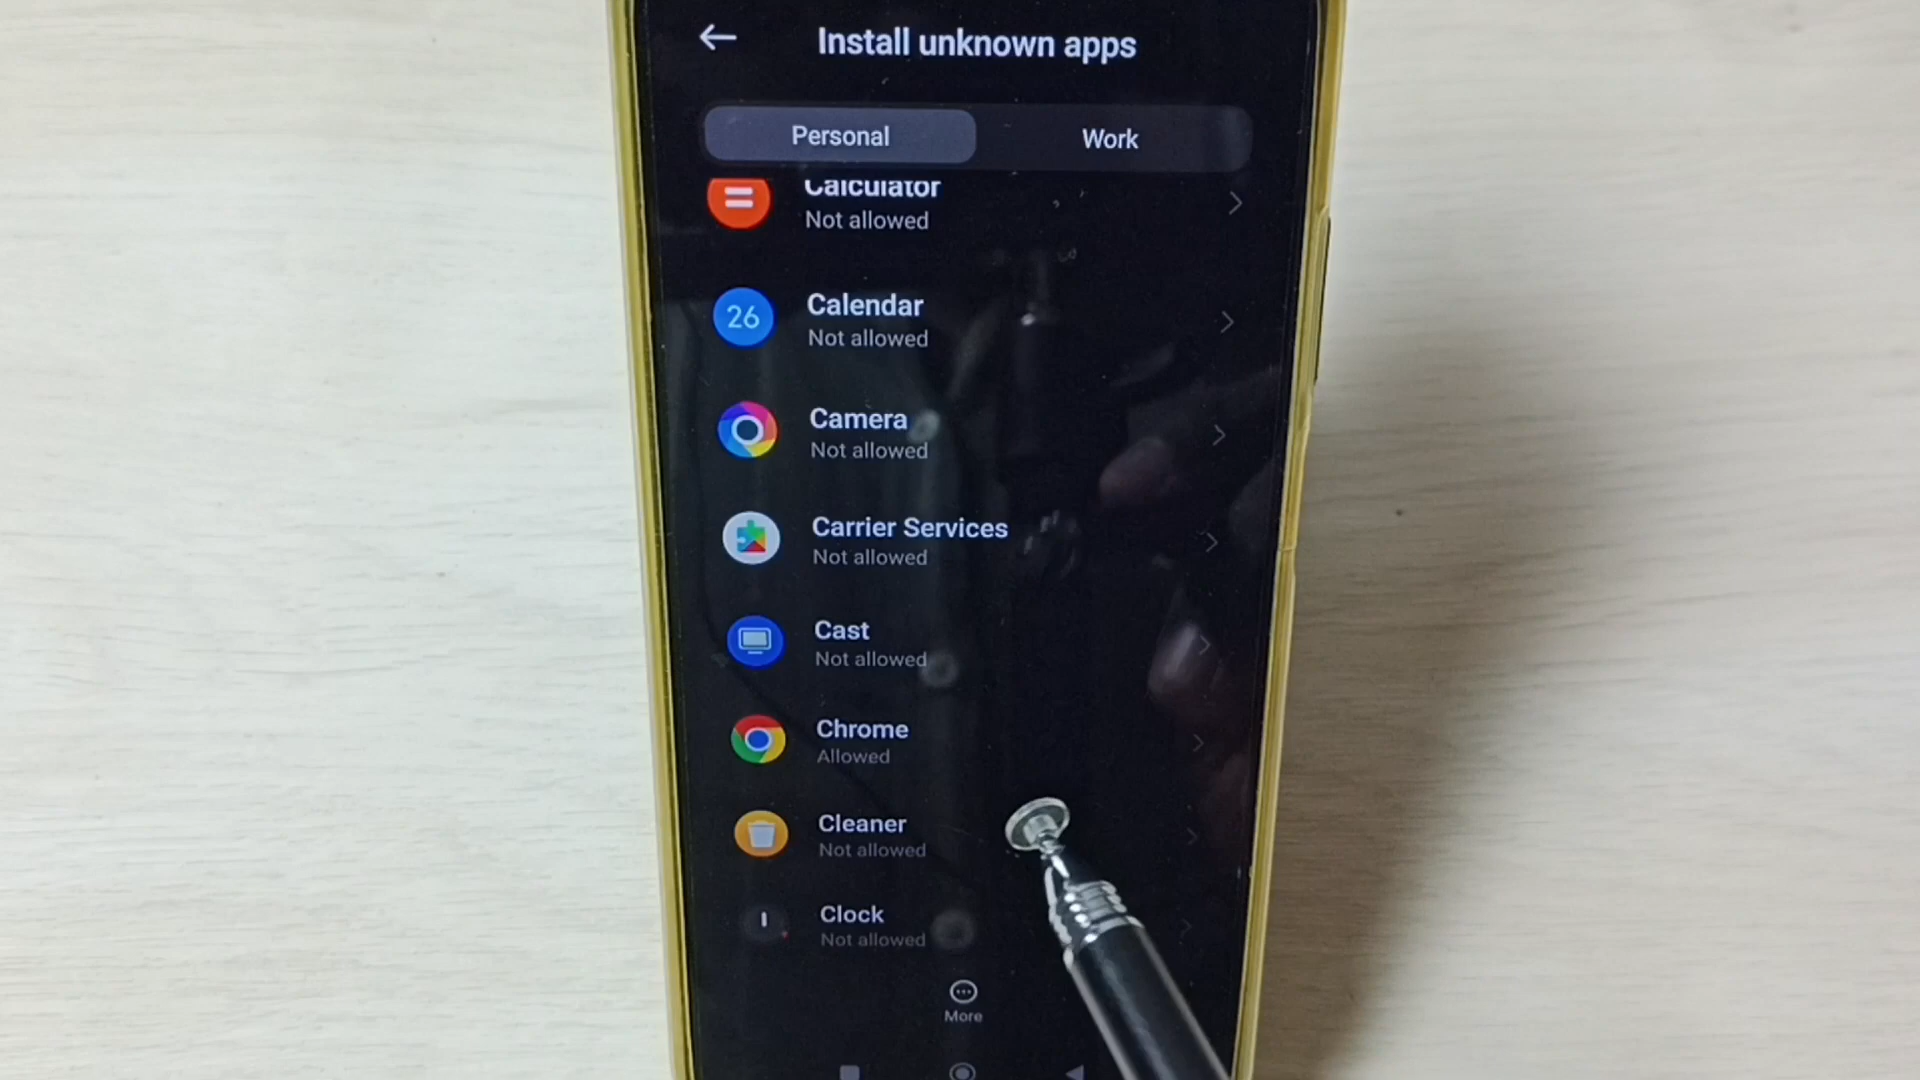 Install unknown apps
Personal
Work
Calculator
Not allowed
26
Calendar
Not allowed
Camera
Not allowed
Carrier Services
Not allowed
Cast
Not allowed
Chrome
Allowed
Cleaner
Not allowed
Clock
Not allowed
More